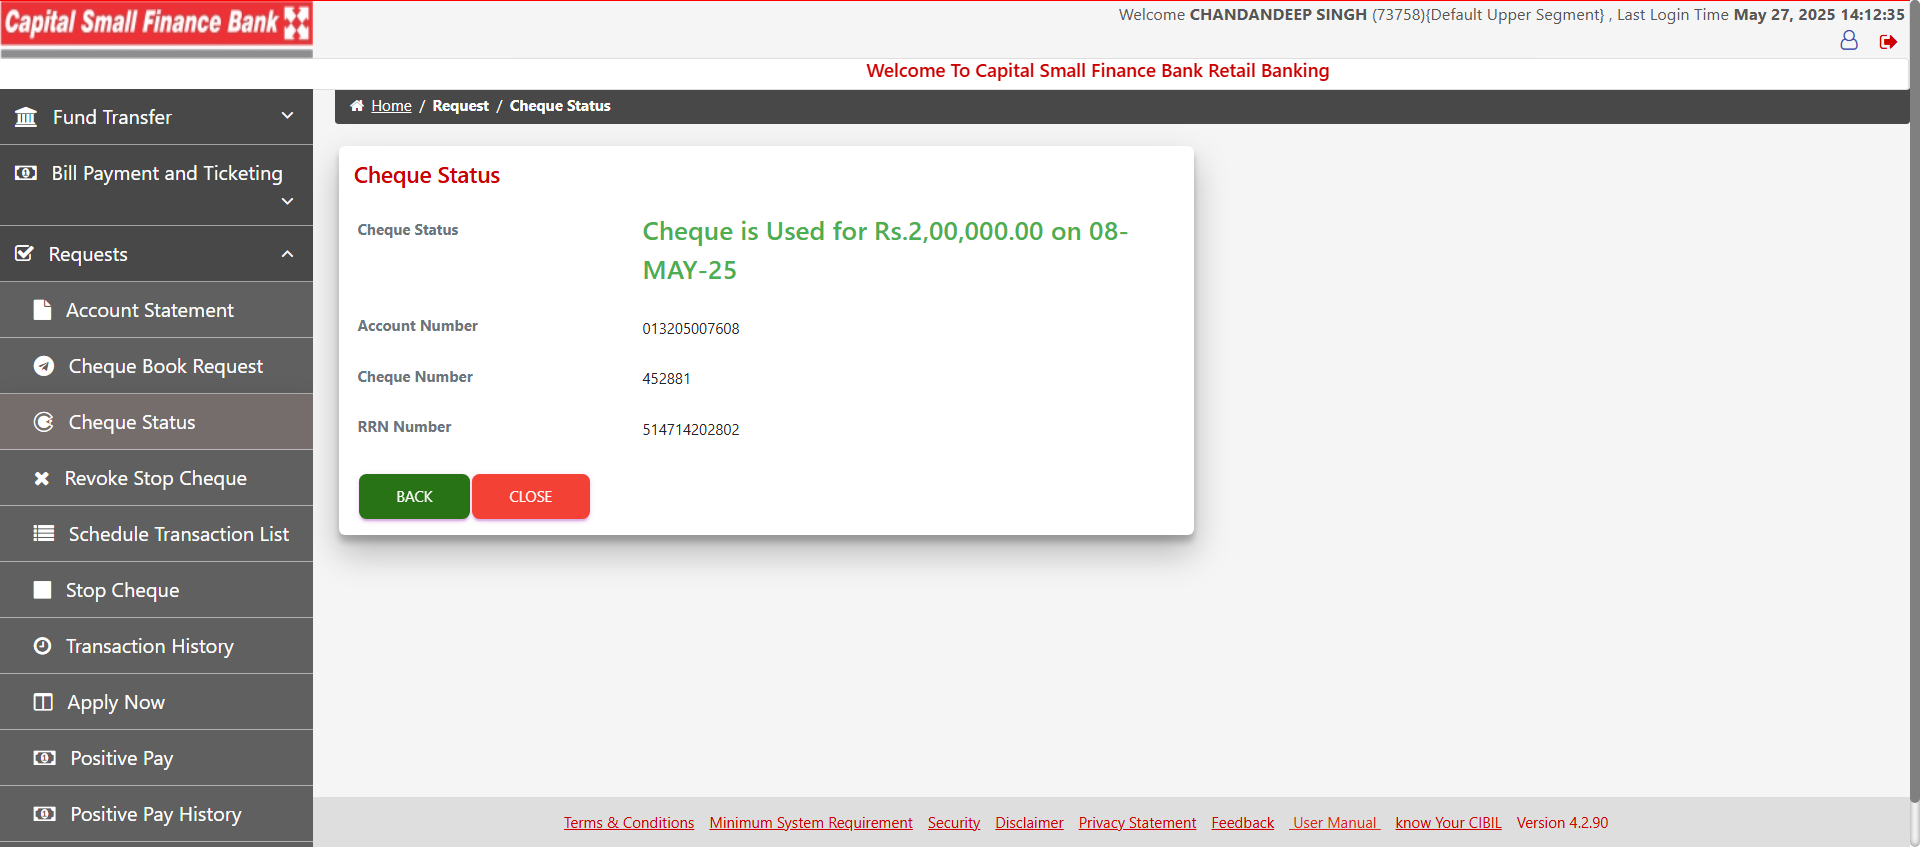 Capital Small Finance Bank
Welcome CHANDANDEEP SINGH (73758){Default Upper Segment} , Last Login Time May 27, 2025 14:12:35
Welcome To Capital Small Finance Bank Retail Banking
Fund Transfer
Bill Payment and Ticketing
Requests
Account Statement
Cheque Book Request
Cheque Status
Revoke Stop Cheque
Schedule Transaction List
Stop Cheque
Transaction History
Apply Now
Positive Pay
Positive Pay History
Home / Request / Cheque Status
Cheque Status
Cheque Status
Cheque is Used for Rs.2,00,000.00 on 08-
MAY-25
Account Number
013205007608
Cheque Number
452881
RRN Number
514714202802
BACK
CLOSE
Terms & Conditions Minimum System Requirement Security Disclaimer Privacy Statement Feedback User Manual know Your CIBIL Version 4.2.90